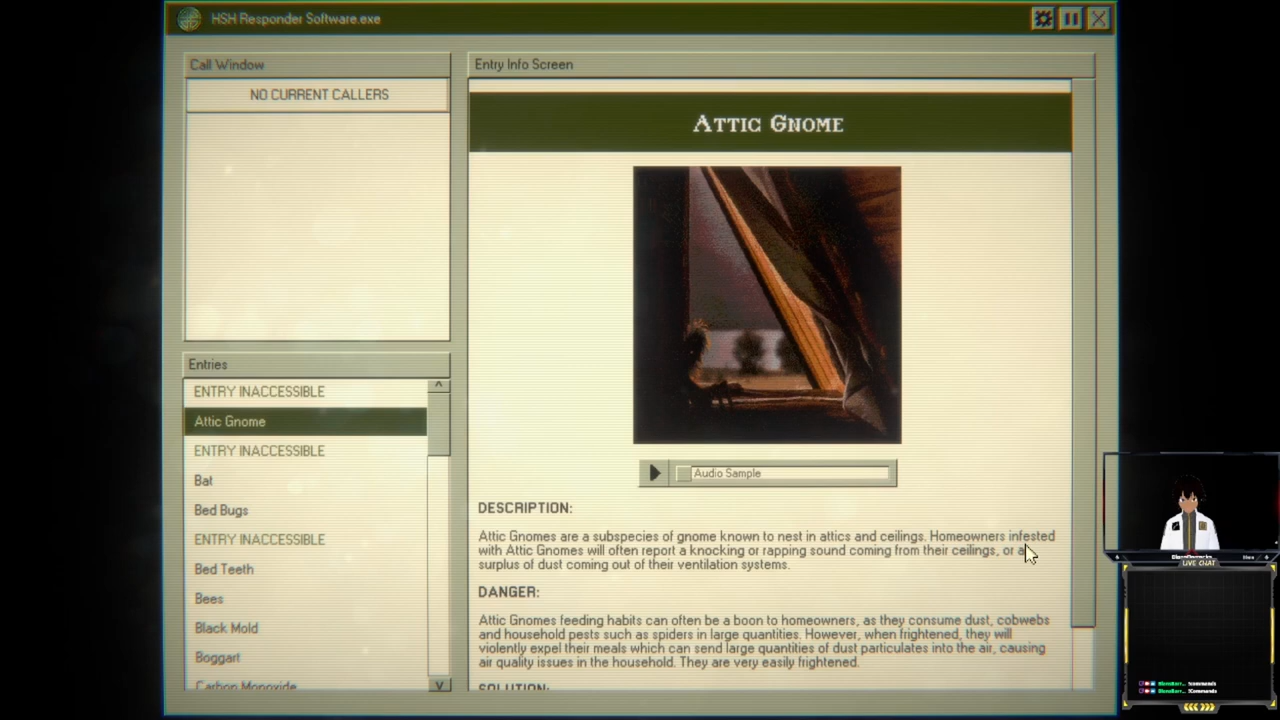 HSH Responder Software.exe
Call Window
NO CURRENT CALLERS
Entries
ENTRY INACCESSIBLE
Attic Gnome
ENTRY INACCESSIBLE
Bat
Bed Bugs
ENTRY INACCESSIBLE
Bed Teeth
Bees
Black Mold
Boggart
Carbon Monoxide
Entry Info Screen
ATTIC GNOME
Audio Sample
DESCRIPTION:
Attic Gnomes are a subspecies of gnome known to nest in attics and ceilings. Homeowners infested
with Attic Gnomes will often report a knocking or rapping sound coming from their ceilings, or a
surplus of dust coming out of their ventilation systems.
DANGER:
Attic Gnomes feeding habits can often be a boon to homeowners, as they consume dust, cobwebs
and household pests such as spiders in large quantities. However, when frightened, they will
violently expel their meals which can send large quantities of dust particulates into the air, causing
air quality issues in the household. They are very easily frightened.
SOLUTION:
LIVE CHAT